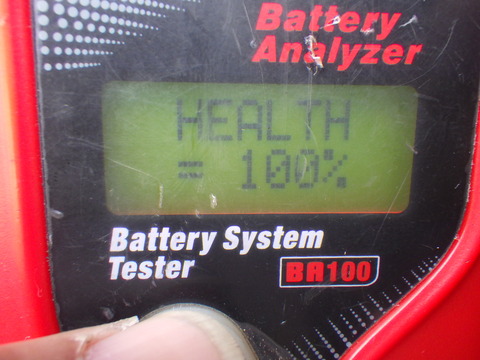 Battery
Analyzer
HEALTH
= 100%
Battery System
Tester
BA100